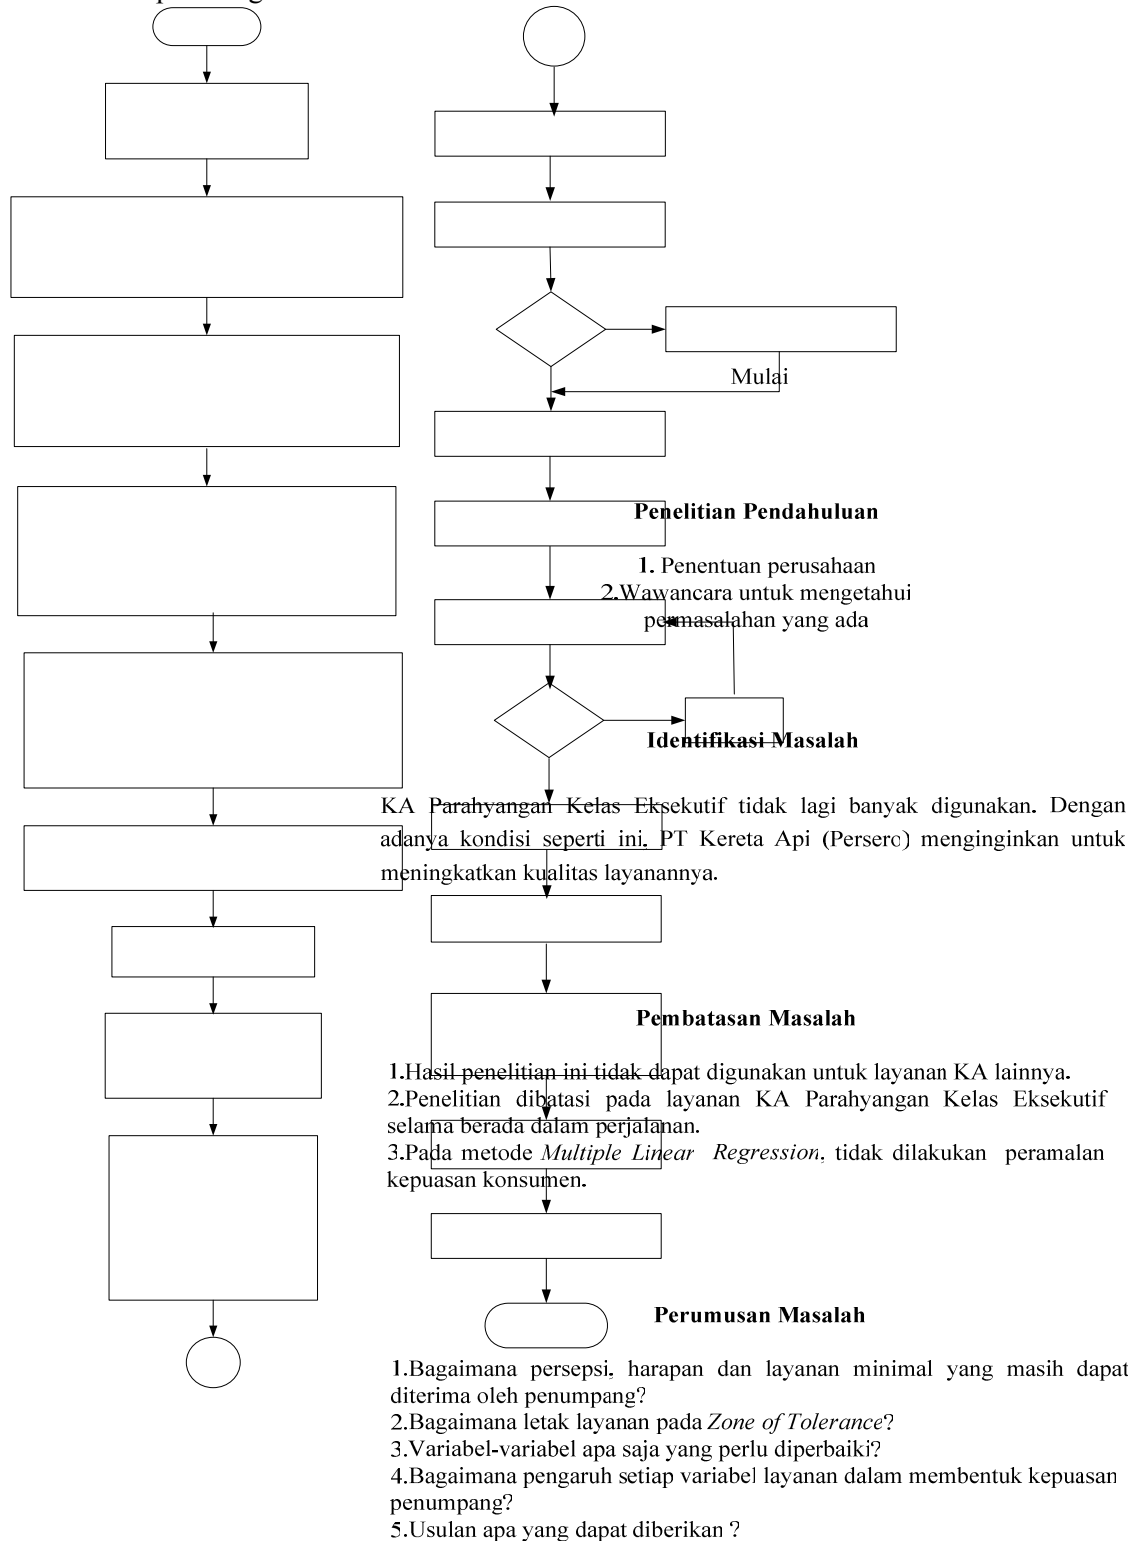 Mulai
Penelitian Pendahuluan
1. Penentuan perusahaan
2.Wawancara untuk mengetahui
permasalahan yang ada
Identifikasi Masalah
KA Parahyangan Kelas Eksekutif tidak lagi banyak digunakan. Dengan
adanya kondisi seperti ini, PT Kereta Api (Persero) menginginkan untuk
meningkatkan kualitas layanannya.
Pembatasan Masalah
1.Hasil penelitian ini tidak dapat digunakan untuk layanan KA lainnya.
2.Penelitian dibatasi pada layanan KA Parahyangan Kelas Eksekutif
selama berada dalam perjalanan.
3.Pada metode Multiple Linear Regression, tidak dilakukan peramalan
kepuasan konsumen.
Perumusan Masalah
1.Bagaimana persepsi, harapan dan layanan minimal yang masih dapat
diterima oleh penumpang?
2.Bagaimana letak layanan pada Zone of Tolerance?
3.Variabel-variabel apa saja yang perlu diperbaiki?
4.Bagaimana pengaruh setiap variabel layanan dalam membentuk kepuasan
penumpang?
5.Usulan apa yang dapat diberikan ?